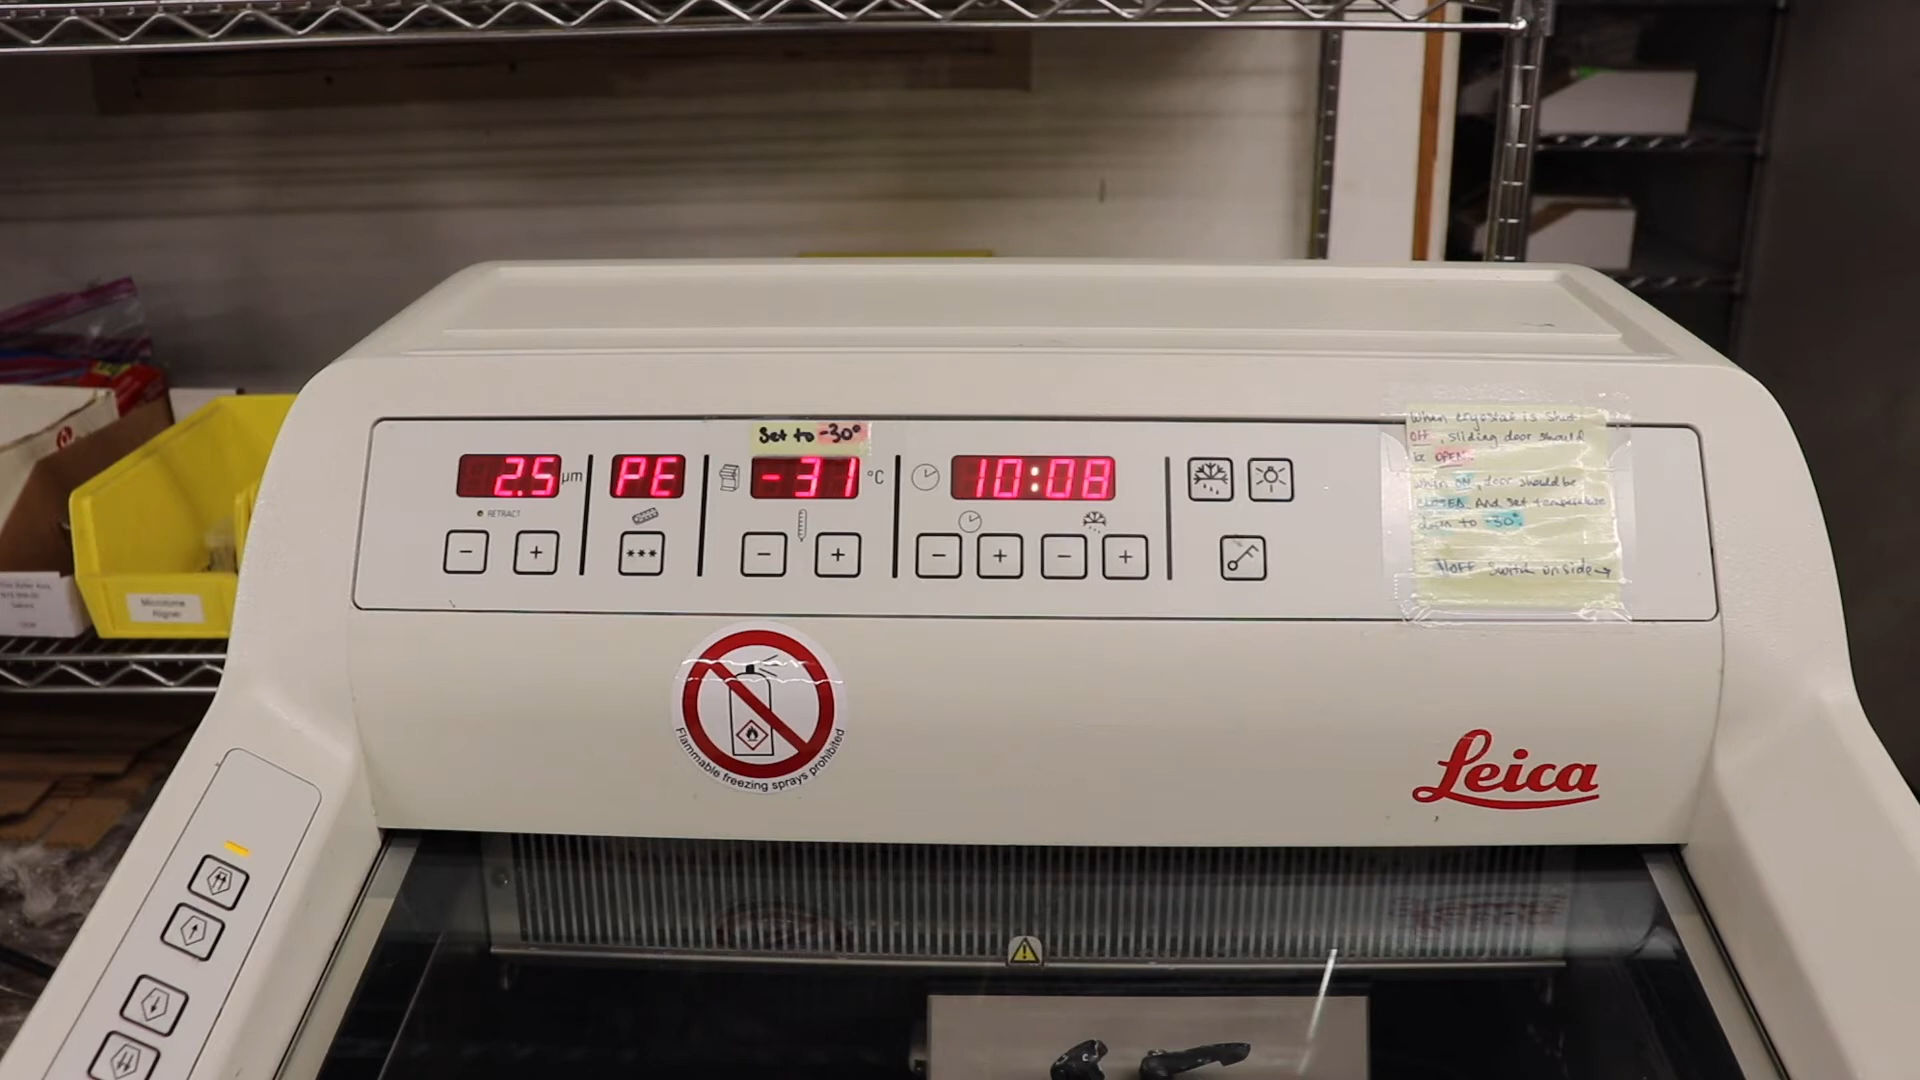 Set to -30°
2.5 µm
PE
-31 °C
10:08
RETRACT
- +
***
- +
- + - +
When cryostat is shut
off, sliding door should
be OPEN.
When ON, door should be
CLOSED. And set temperature
down to -30°.
Switch on side →
Flammable freezing sprays prohibited
Leica
Microtome